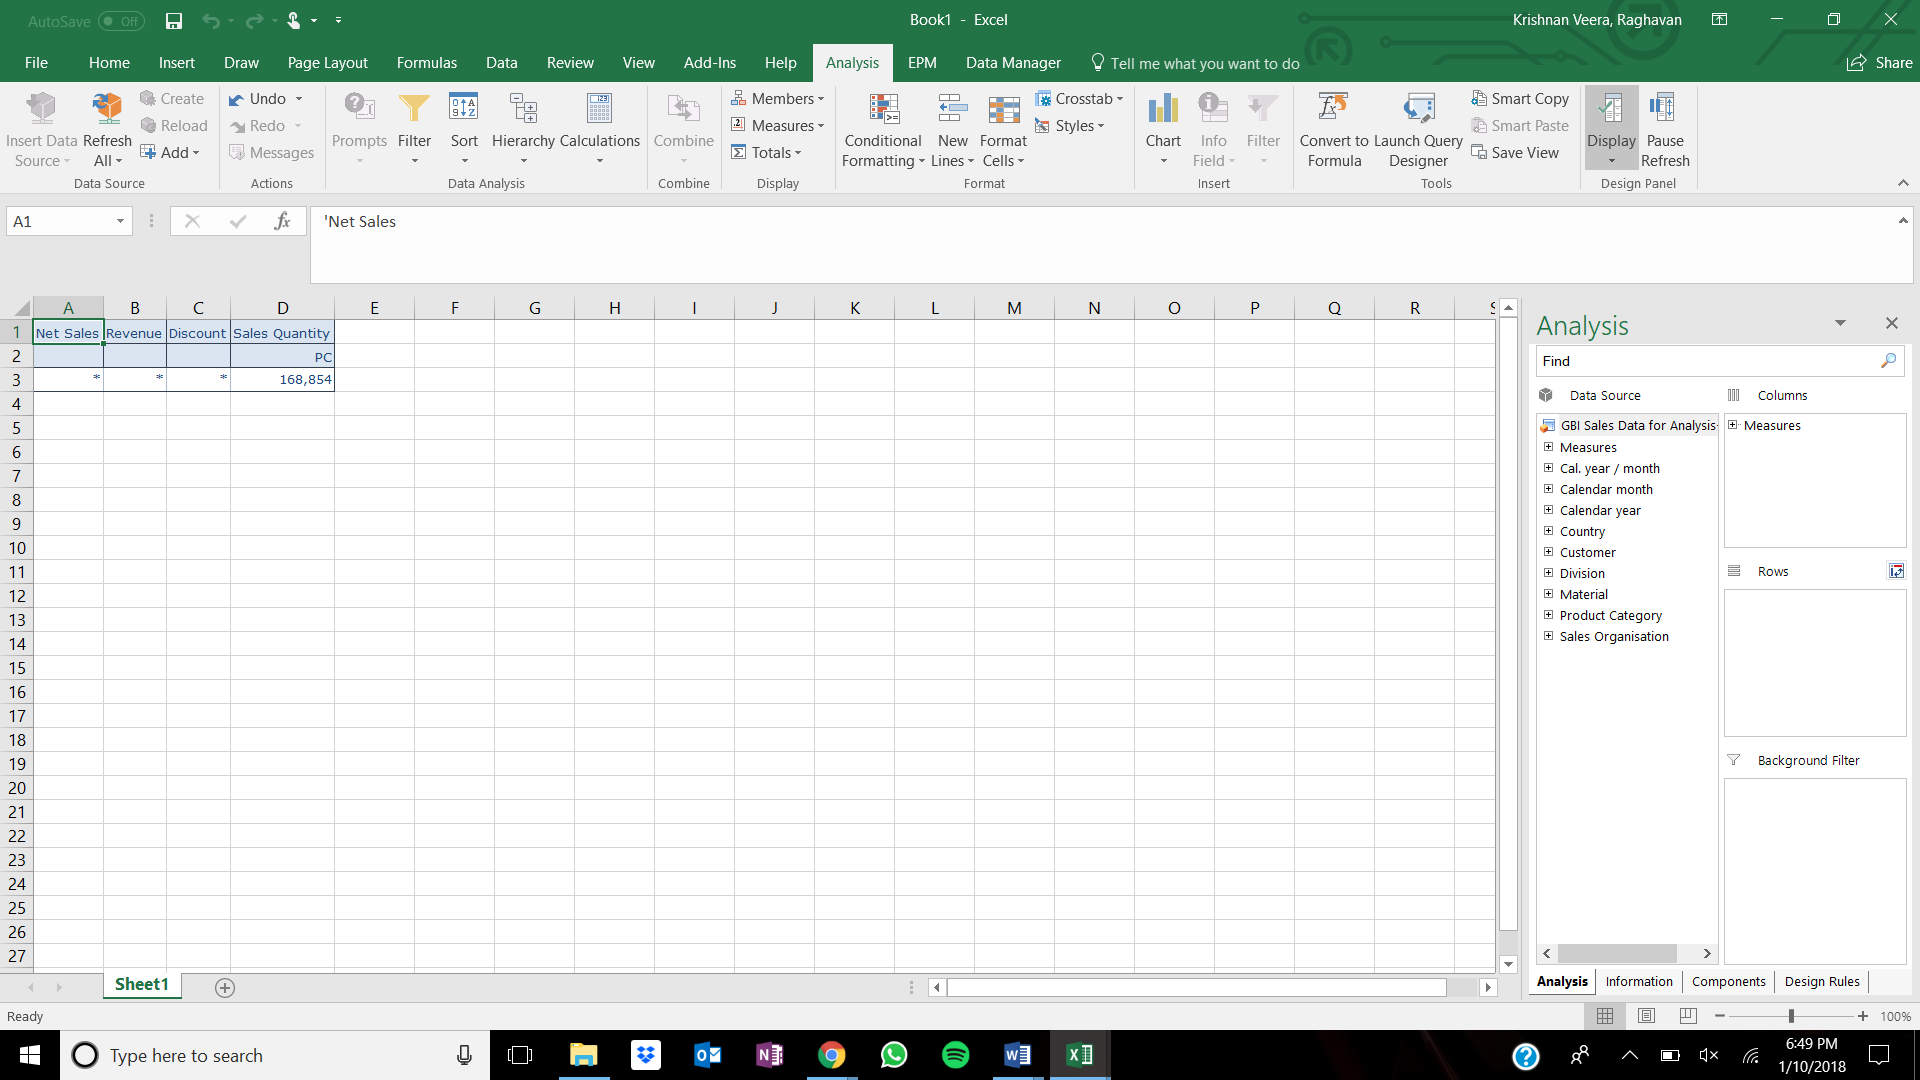 AutoSave Off
Book1 - Excel
Krishnan Veera, Raghavan
File Home Insert Draw Page Layout Formulas Data Review View Add-Ins Help Analysis EPM Data Manager Tell me what you want to do Share
Insert Data Source
Refresh All
Create
Reload
Add
Data Source
Undo
Redo
Messages
Actions
Prompts
Filter
Sort
Hierarchy
Calculations
Data Analysis
Combine
Combine
Members
Measures
Totals
Display
Conditional Formatting
New Lines
Format Cells
Crosstab
Styles
Format
Chart
Info Field
Filter
Insert
Convert to Formula
Launch Query Designer
Smart Copy
Smart Paste
Save View
Tools
Display
Pause Refresh
Design Panel
A1
fx
'Net Sales
A B C D E F G H I J K L M N O P Q R S
1 Net Sales Revenue Discount Sales Quantity
2 PC
3 * * * 168,854
4
5
6
7
8
9
10
11
12
13
14
15
16
17
18
19
20
21
22
23
24
25
26
27
Analysis
Find
Data Source
GBI Sales Data for Analysis
Measures
Cal. year / month
Calendar month
Calendar year
Country
Customer
Division
Material
Product Category
Sales Organisation
Columns
Measures
Rows
Background Filter
Analysis Information Components Design Rules
Sheet1
Ready
100%
Type here to search
6:49 PM
1/10/2018